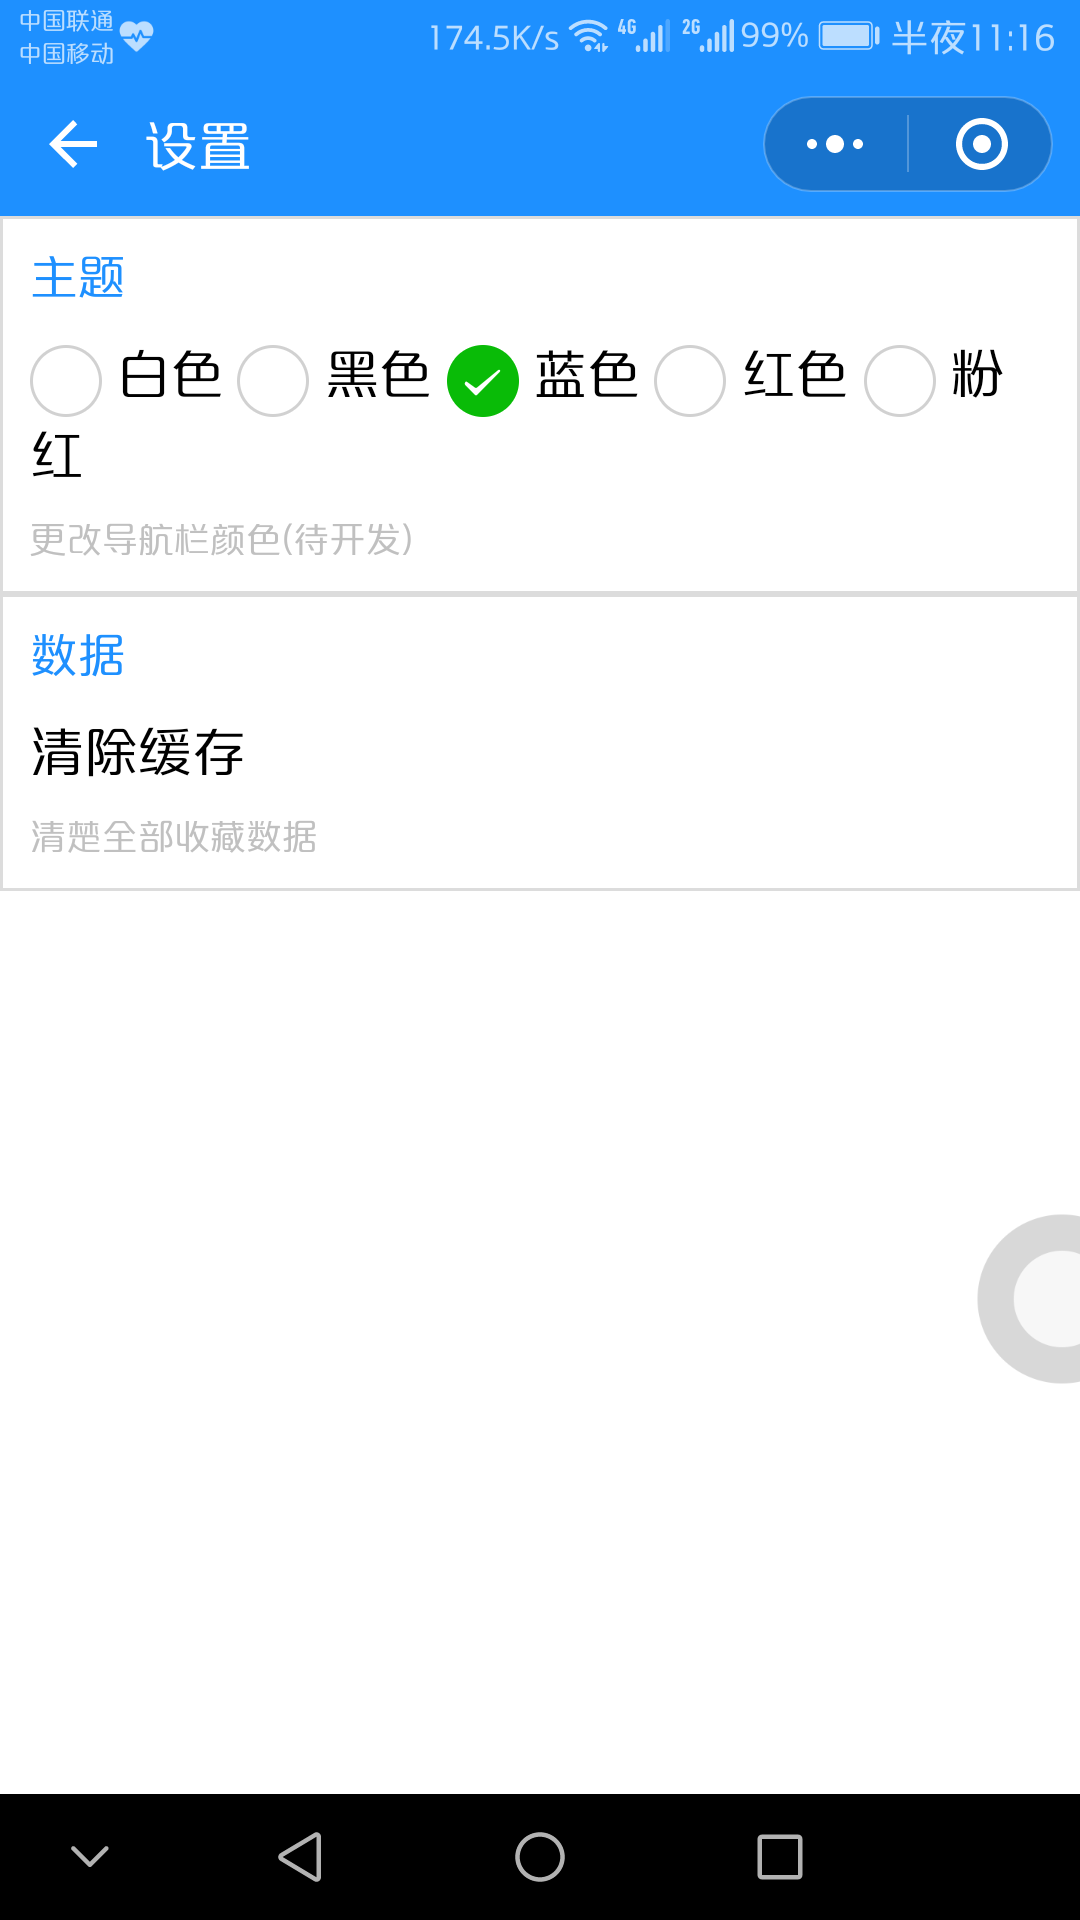 中国联通
中国移动
174.5K/s 4G 2G 99% 半夜11:16
设置
主题
白色 黑色 蓝色 红色 粉
红
更改导航栏颜色(待开发)
数据
清除缓存
清楚全部收藏数据